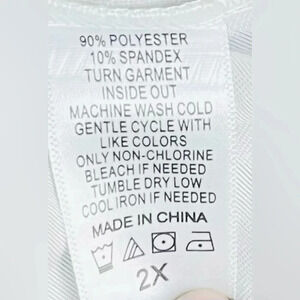 90% POLYESTER
10% SPANDEX
TURN GARMENT
INSIDE OUT
MACHINE WASH COLD
GENTLE CYCLE WITH
LIKE COLORS
ONLY NON-CHLORINE
BLEACH IF NEEDED
TUMBLE DRY LOW
COOL IRON IF NEEDED
MADE IN CHINA
2X